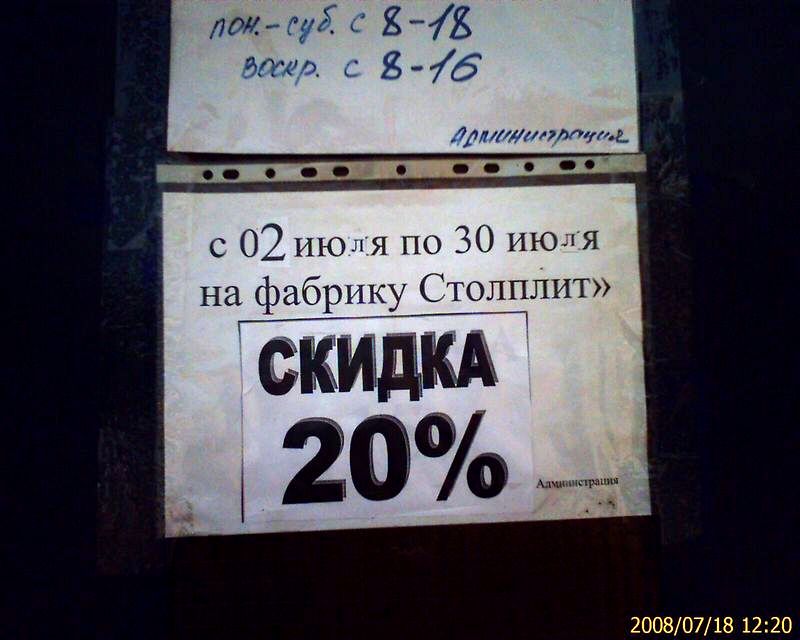 пон.-суб. с 8-18
воскр. с 8-16
Администрация
с 02 июля по 30 июля
на фабрику Столплит»
СКИДКА
20%
Администрация
2008/07/18 12:20